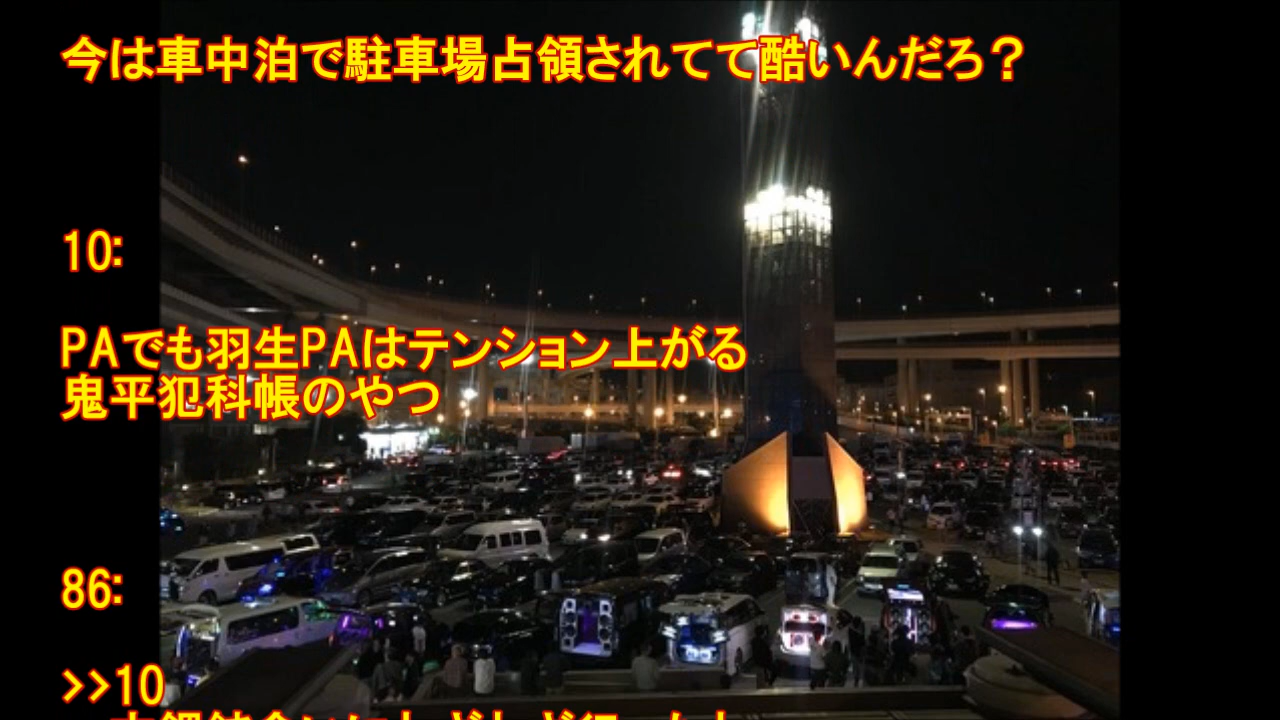 今は車中泊で駐車場占領されてて酷いんだろ？
10:
PAでも羽生PAはテンション上がる
鬼平犯科帳のやつ
86:
>>10